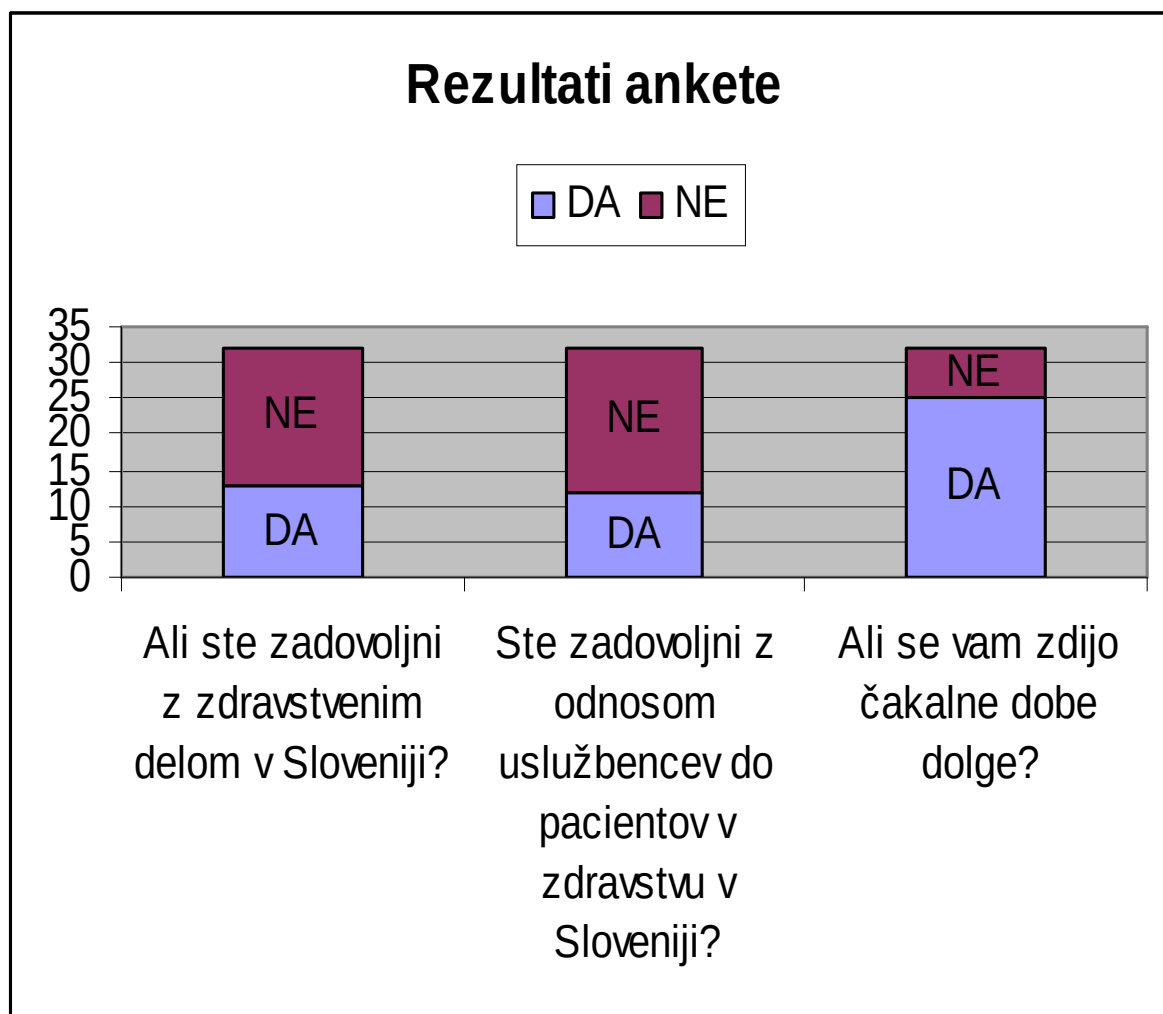 Rezultati ankete
DA NE
35
30
25
20
15
10
5
0
NE
DA
NE
DA
NE
DA
Ali ste zadovoljni
z zdravstvenim
delom v Sloveniji?
Ste zadovoljni z
odnosom
uslužbencev do
pacientov v
zdravstvu v
Sloveniji?
Ali se vam zdijo
čakalne dobe
dolge?